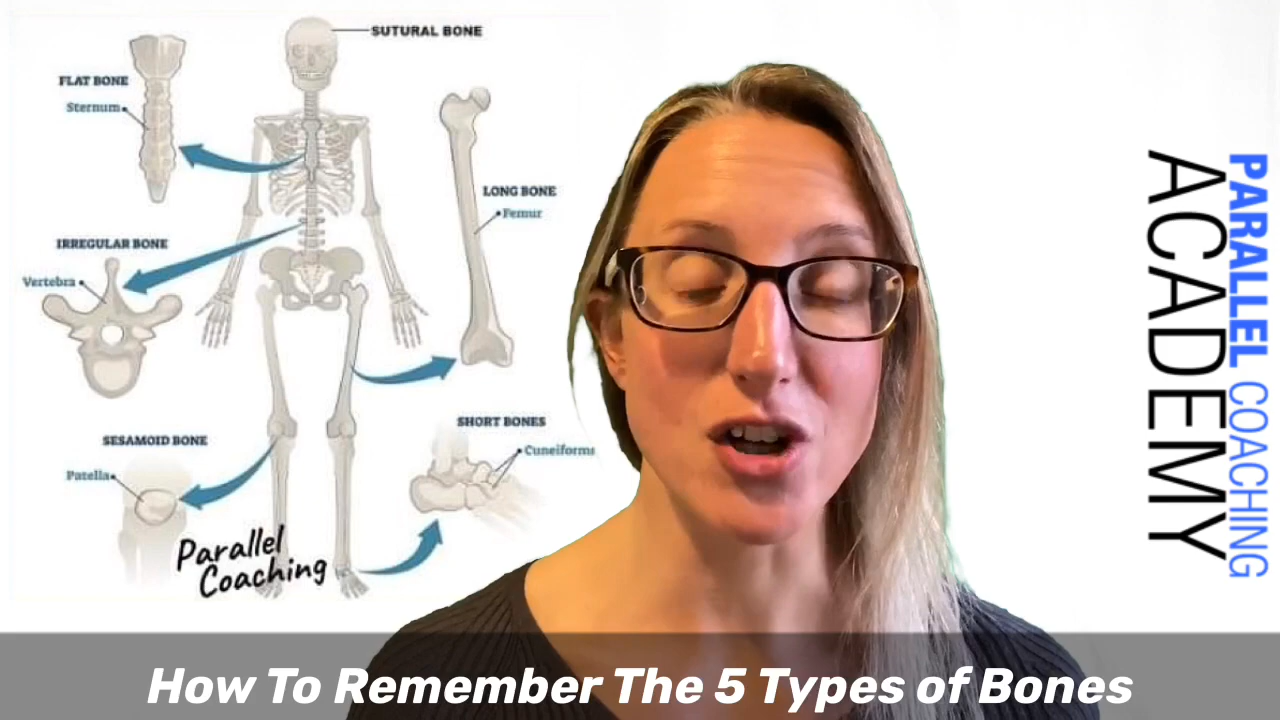 SUTURAL BONE
FLAT BONE
Sternum
LONG BONE
Femur
IRREGULAR BONE
Vertebra
SHORT BONES
Cuneiforms
SESAMOID BONE
Patella
Parallel
Coaching
PARALLEL COACHING
ACADEMY
How To Remember The 5 Types of Bones